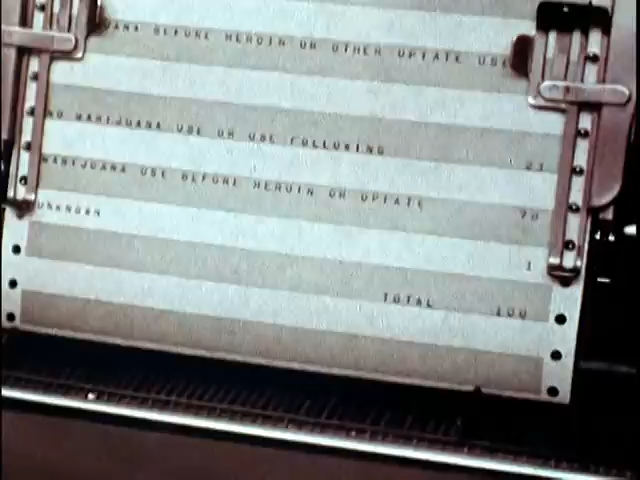 ANA BEFORE HEROIN OR OTHER OPIATE USE
NO MARIJUANA USE OR USE FOLLOWING 21
MARIJUANA USE BEFORE HEROIN OR OPIATE 78
UNKNOWN 1
TOTAL 100